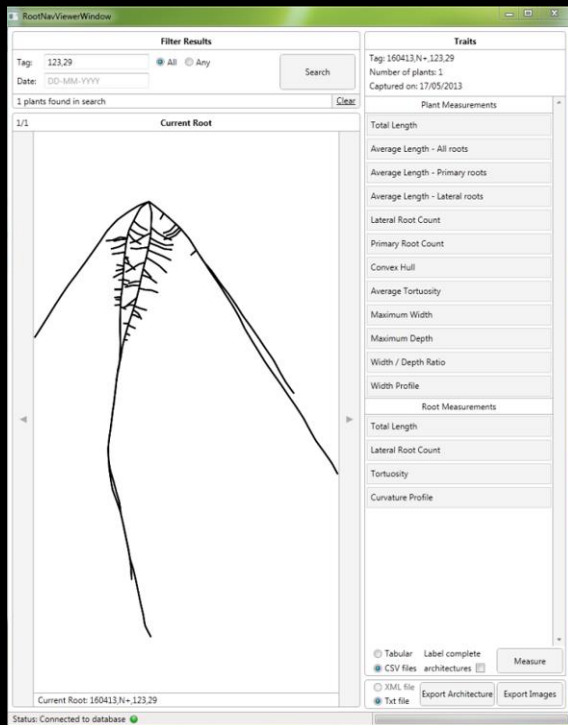 RootNavViewerWindow
Filter Results
Tag: 123,29 All Any
Date: DD-MM-YYYY
Search
1 plants found in search Clear
1/1 Current Root
Current Root: 160413,N+,123,29
Traits
Tag: 160413,N+,123,29
Number of plants: 1
Captured on: 17/05/2013
Plant Measurements
Total Length
Average Length - All roots
Average Length - Primary roots
Average Length - Lateral roots
Lateral Root Count
Primary Root Count
Convex Hull
Average Tortuosity
Maximum Width
Maximum Depth
Width / Depth Ratio
Width Profile
Root Measurements
Total Length
Lateral Root Count
Tortuosity
Curvature Profile
Tabular Label complete
CSV files architectures
Measure
XML file
Txt file
Export Architecture Export Images
Status: Connected to database